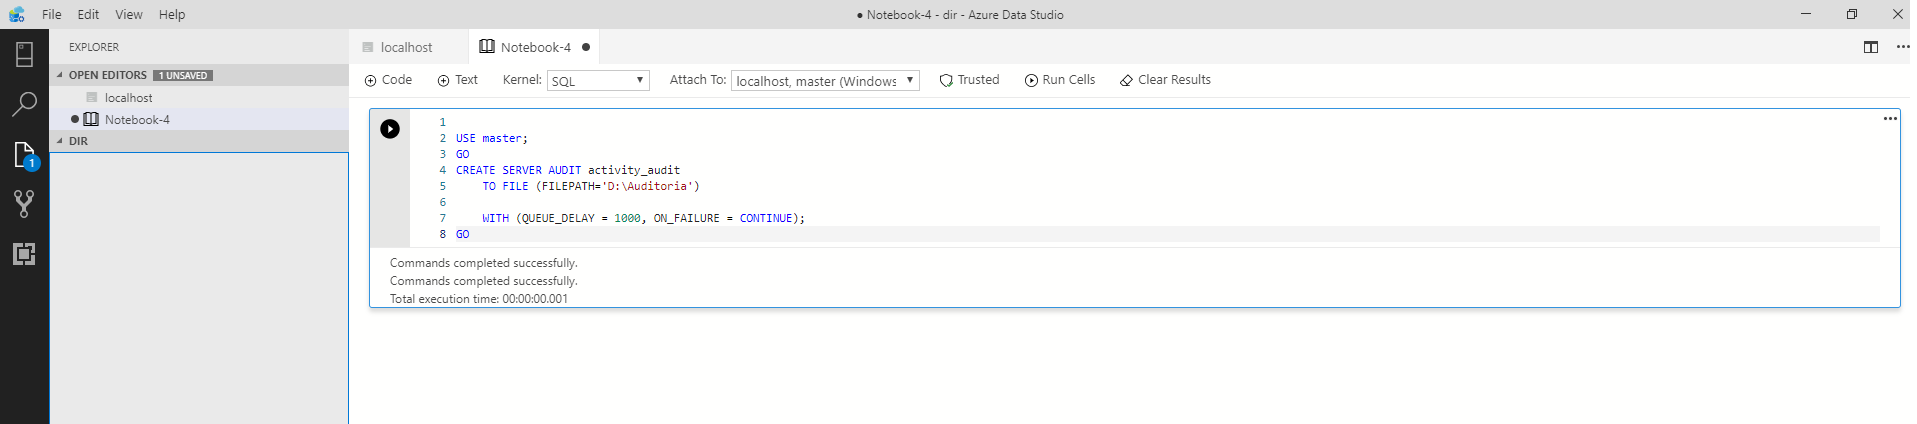 File Edit View Help
● Notebook-4 - dir - Azure Data Studio
EXPLORER
OPEN EDITORS 1 UNSAVED
localhost
Notebook-4
DIR
1
localhost
Notebook-4
Code Text Kernel: SQL Attach To: localhost, master (Windows Trusted Run Cells Clear Results
1
2 USE master;
3 GO
4 CREATE SERVER AUDIT activity_audit
5 TO FILE (FILEPATH='D:\Auditoria')
6
7 WITH (QUEUE_DELAY = 1000, ON_FAILURE = CONTINUE);
8 GO
Commands completed successfully.
Commands completed successfully.
Total execution time: 00:00:00.001